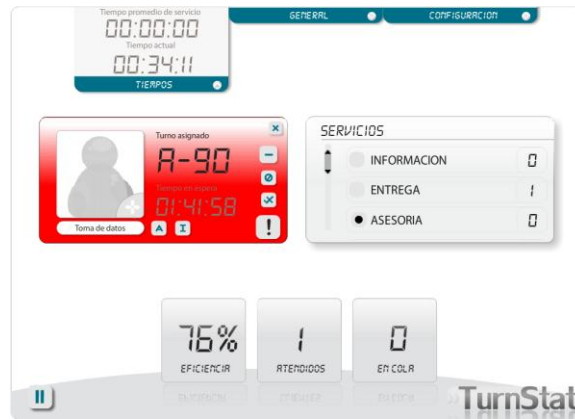 Tiempo promedio de servicio
00:00:00
Tiempo actual
00:34:11
TIEMPOS
GENERAL
CONFIGURACION
Turno asignado
A-90
Tiempo en espera
01:41:58
Toma de datos
A I
!
SERVICIOS
INFORMACION 0
ENTREGA 1
ASESORIA 0
76%
EFICIENCIA
1
ATENDIDOS
0
EN COLA
TurnStat